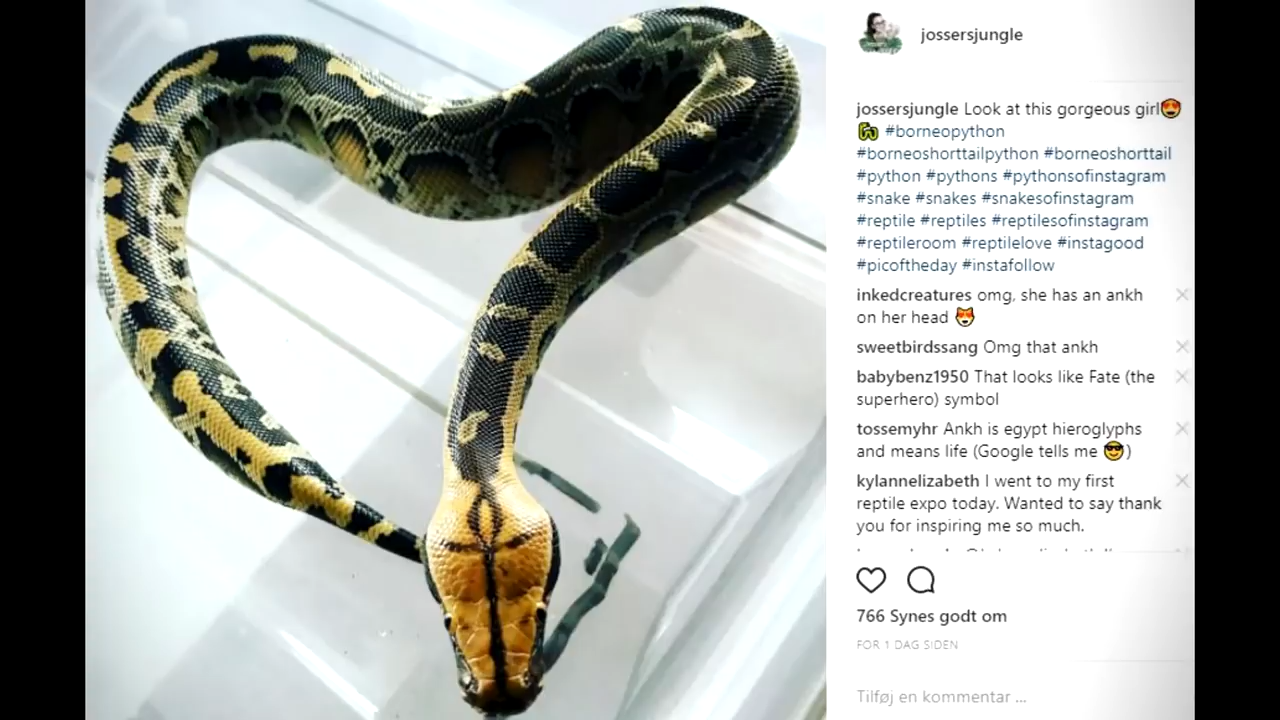 jossersjungle
jossersjungle Look at this gorgeous girl😍
🐍 #borneopython
#borneoshorttailpython #borneoshorttail
#python #pythons #pythonsofinstagram
#snake #snakes #snakesofinstagram
#reptile #reptiles #reptilesofinstagram
#reptileroom #reptilelove #instagood
#picoftheday #instafollow
inkedcreatures omg, she has an ankh
on her head 😻
sweetbirdssang Omg that ankh
babybenz1950 That looks like Fate (the
superhero) symbol
tossemyhr Ankh is egypt hieroglyphs
and means life (Google tells me 😎)
kylannelizabeth I went to my first
reptile expo today. Wanted to say thank
you for inspiring me so much.
766 Synes godt om
FOR 1 DAG SIDEN
Tilføj en kommentar ...